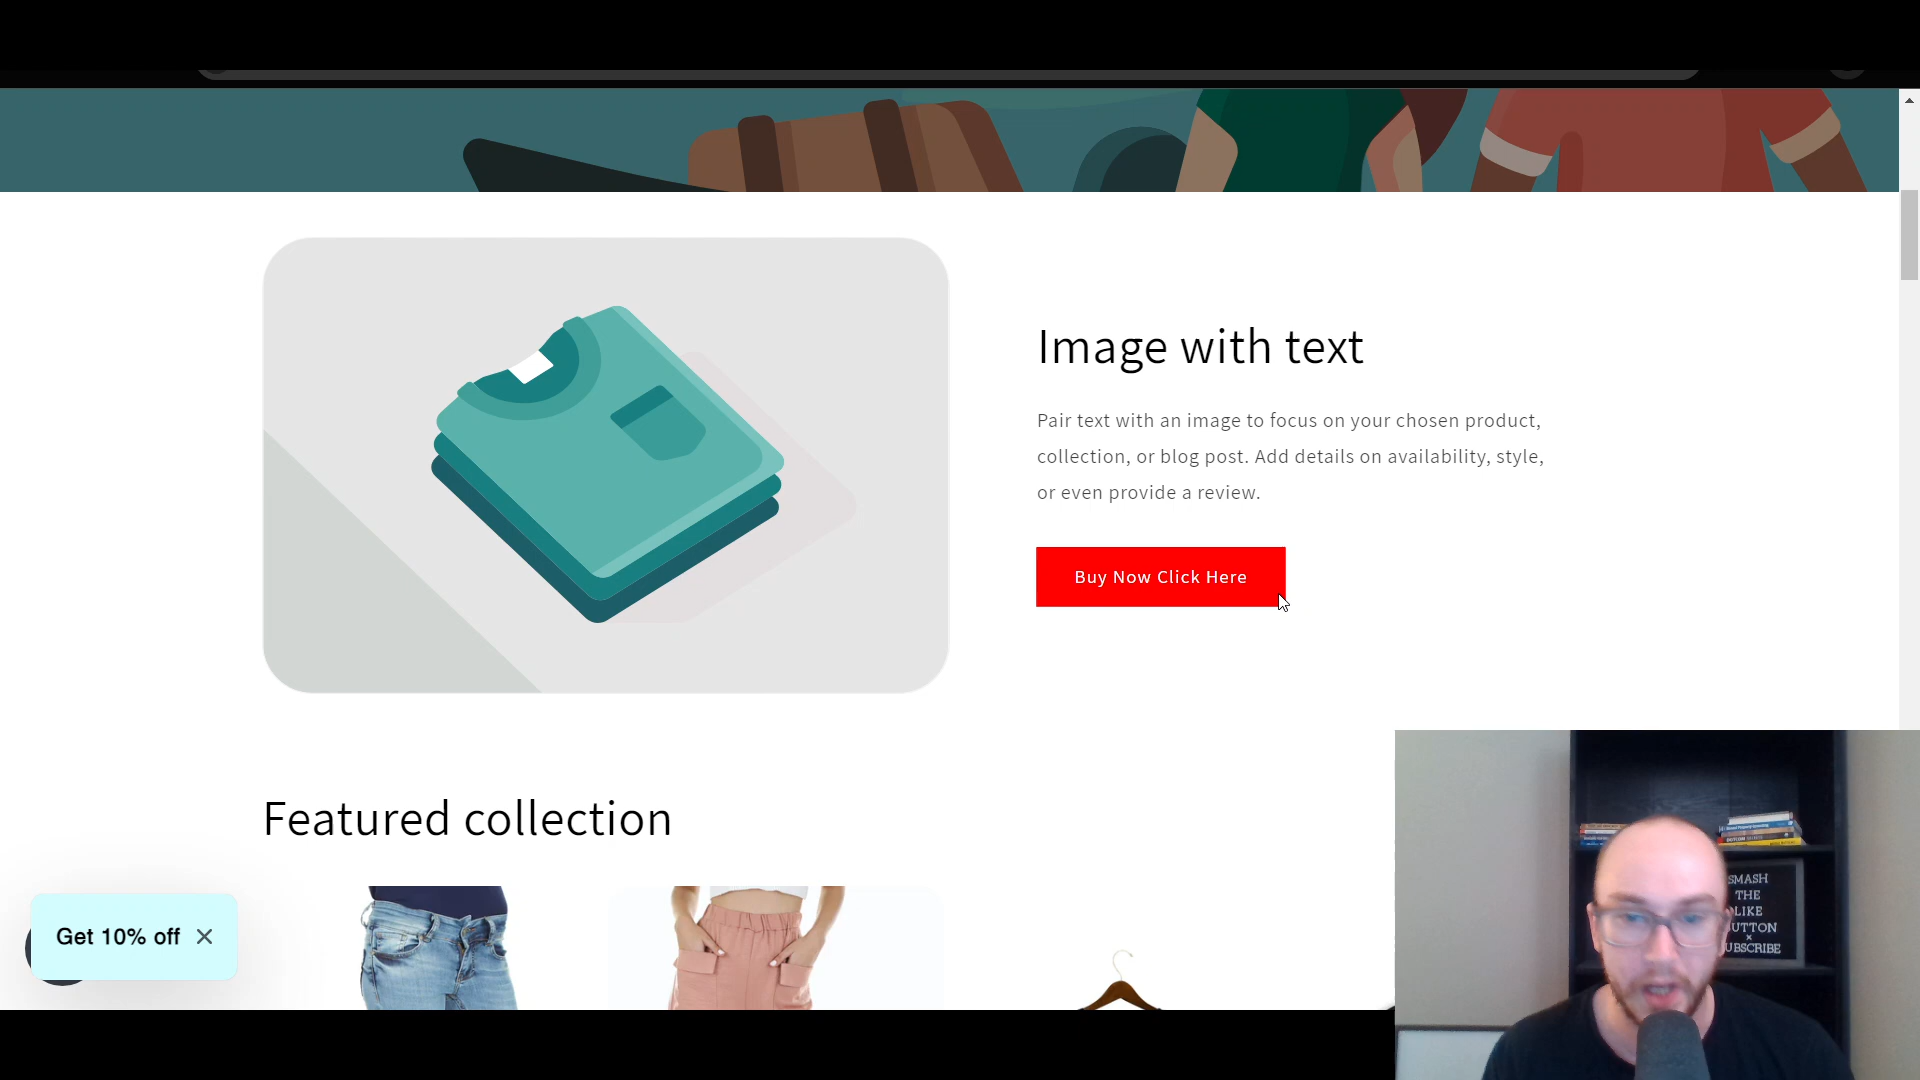 Image with text
Pair text with an image to focus on your chosen product,
collection, or blog post. Add details on availability, style,
or even provide a review.
Buy Now Click Here
Featured collection
Get 10% off
SMASH
THE
LIKE
BUTTON
×
UBSCRIBE